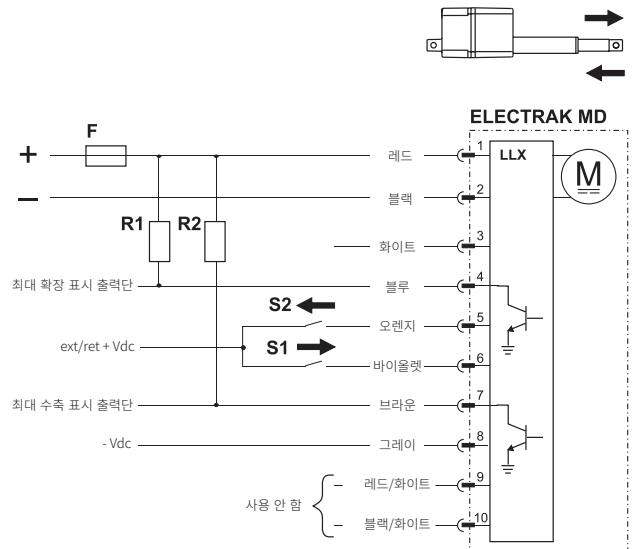 ELECTRAK MD
F
+
레드
1
LLX
M
−
블랙
2
R1
R2
화이트
3
최대 확장 표시 출력단
블루
4
S2
오렌지
5
ext/ret + Vdc
S1
바이올렛
6
최대 수축 표시 출력단
브라운
7
- Vdc
그레이
8
사용 안 함
레드/화이트
9
블랙/화이트
10